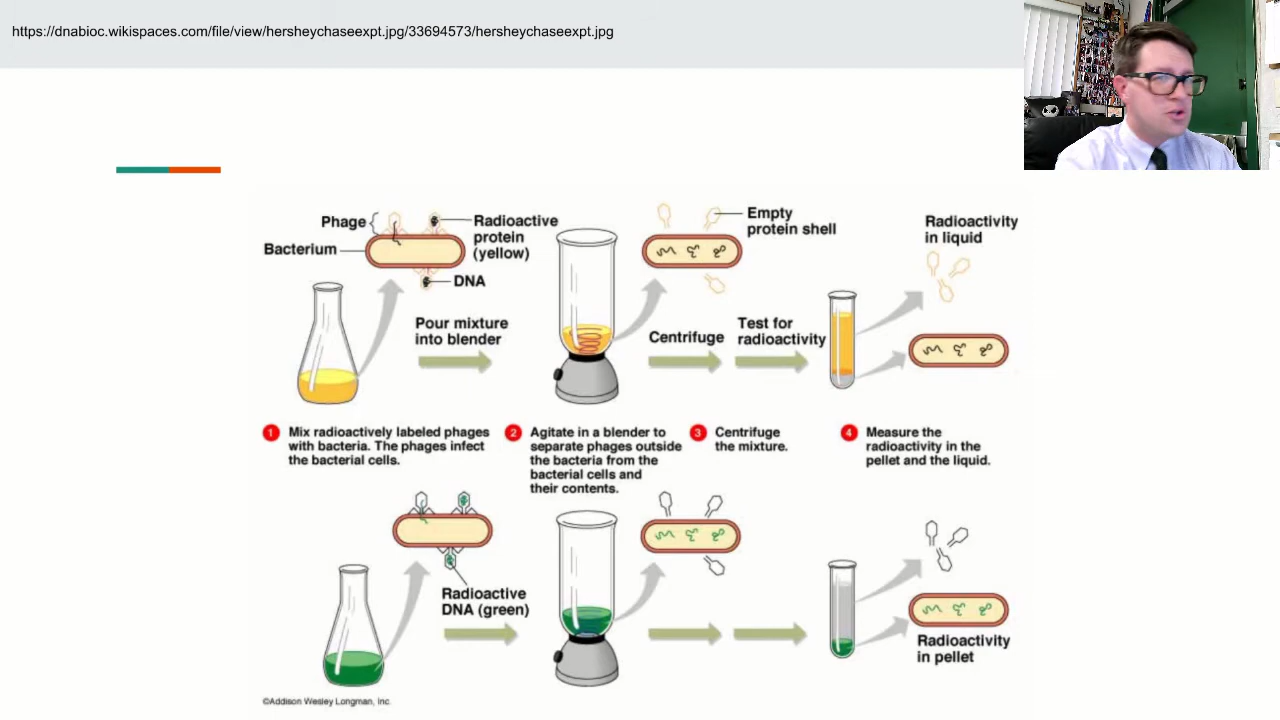 https://dnabioc.wikispaces.com/file/view/hersheychaseexpt.jpg/33694573/hersheychaseexpt.jpg
Phage
Bacterium
Radioactive
protein
(yellow)
DNA
Pour mixture
into blender
Empty
protein shell
Centrifuge
Test for
radioactivity
Radioactivity
in liquid
1 Mix radioactively labeled phages
with bacteria. The phages infect
the bacterial cells.
2 Agitate in a blender to
separate phages outside
the bacteria from the
bacterial cells and
their contents.
3 Centrifuge
the mixture.
4 Measure the
radioactivity in the
pellet and the liquid.
Radioactive
DNA (green)
Radioactivity
in pellet
©Addison Wesley Longman, Inc.